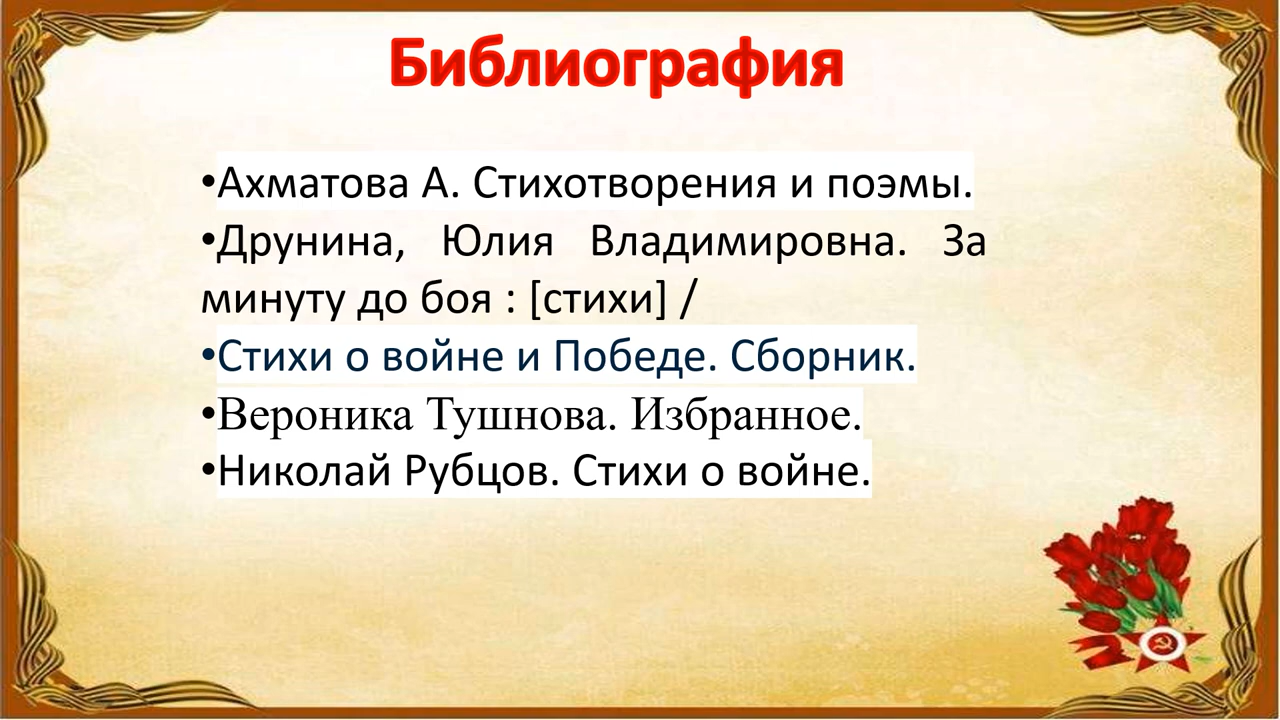 Библиография
•Ахматова А. Стихотворения и поэмы.
•Друнина, Юлия Владимировна. За
минуту до боя : [стихи] /
•Стихи о войне и Победе. Сборник.
•Вероника Тушнова. Избранное.
•Николай Рубцов. Стихи о войне.